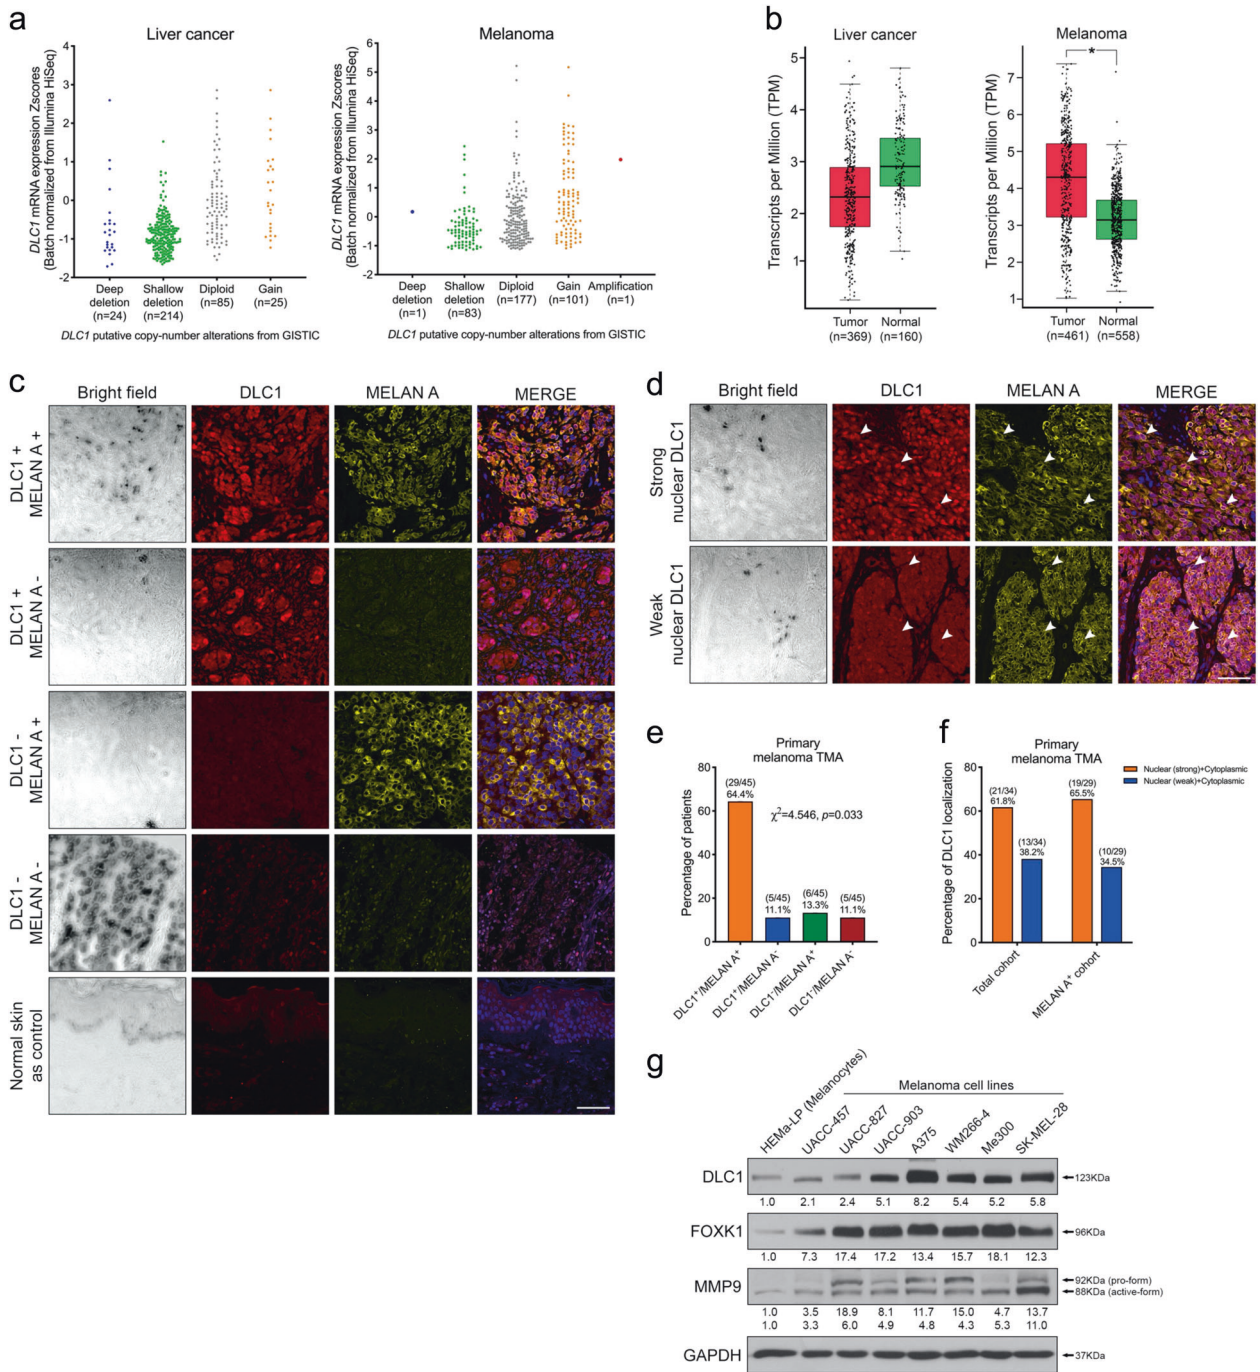 a
Liver cancer
DLC1 mRNA expression Zscores
(Batch normalized from Illumina HiSeq)
4
3
2
1
0
-1
-2
Deep
deletion
(n=24)
Shallow
deletion
(n=214)
Diploid
(n=85)
Gain
(n=25)
DLC1 putative copy-number alterations from GISTIC
Melanoma
DLC1 mRNA expression Zscores
(Batch normalized from Illumina HiSeq)
6
5
4
3
2
1
0
-1
-2
Deep
deletion
(n=1)
Shallow
deletion
(n=83)
Diploid
(n=177)
Gain
(n=101)
Amplification
(n=1)
DLC1 putative copy-number alterations from GISTIC
b
Liver cancer
Transcripts per Million (TPM)
5
4
3
2
1
Tumor
(n=369)
Normal
(n=160)
Melanoma
*
Transcripts per Million (TPM)
7
6
5
4
3
2
1
Tumor
(n=461)
Normal
(n=558)
c
Bright field
DLC1
MELAN A
MERGE
DLC1 +
MELAN A +
DLC1 +
MELAN A -
DLC1 -
MELAN A +
DLC1 -
MELAN A -
Normal skin
as control
d
Bright field
DLC1
MELAN A
MERGE
Strong
nuclear DLC1
Weak
nuclear DLC1
e
Primary
melanoma TMA
Percentage of patients
80
60
40
20
0
(29/45)
64.4%
χ²=4.546, p=0.033
(5/45)
11.1%
(6/45)
13.3%
(5/45)
11.1%
DLC1⁺/MELAN A⁺
DLC1⁺/MELAN A⁻
DLC1⁻/MELAN A⁺
DLC1⁻/MELAN A⁻
f
Primary
melanoma TMA
Nuclear (strong)+Cytoplasmic
Nuclear (weak)+Cytoplasmic
Percentage of DLC1 localization
80
60
40
20
0
(21/34)
61.8%
(13/34)
38.2%
(19/29)
65.5%
(10/29)
34.5%
Total cohort
MELAN A⁺ cohort
g
Melanoma cell lines
HEMa-LP (Melanocytes)
UACC-457
UACC-827
UACC-903
A375
WM266-4
Me300
SK-MEL-28
DLC1
123KDa
1.0 2.1 2.4 5.1 8.2 5.4 5.2 5.8
FOXK1
96KDa
1.0 7.3 17.4 17.2 13.4 15.7 18.1 12.3
MMP9
92KDa (pro-form)
88KDa (active-form)
1.0 3.5 18.9 8.1 11.7 15.0 4.7 13.7
1.0 3.3 6.0 4.9 4.8 4.3 5.3 11.0
GAPDH
37KDa